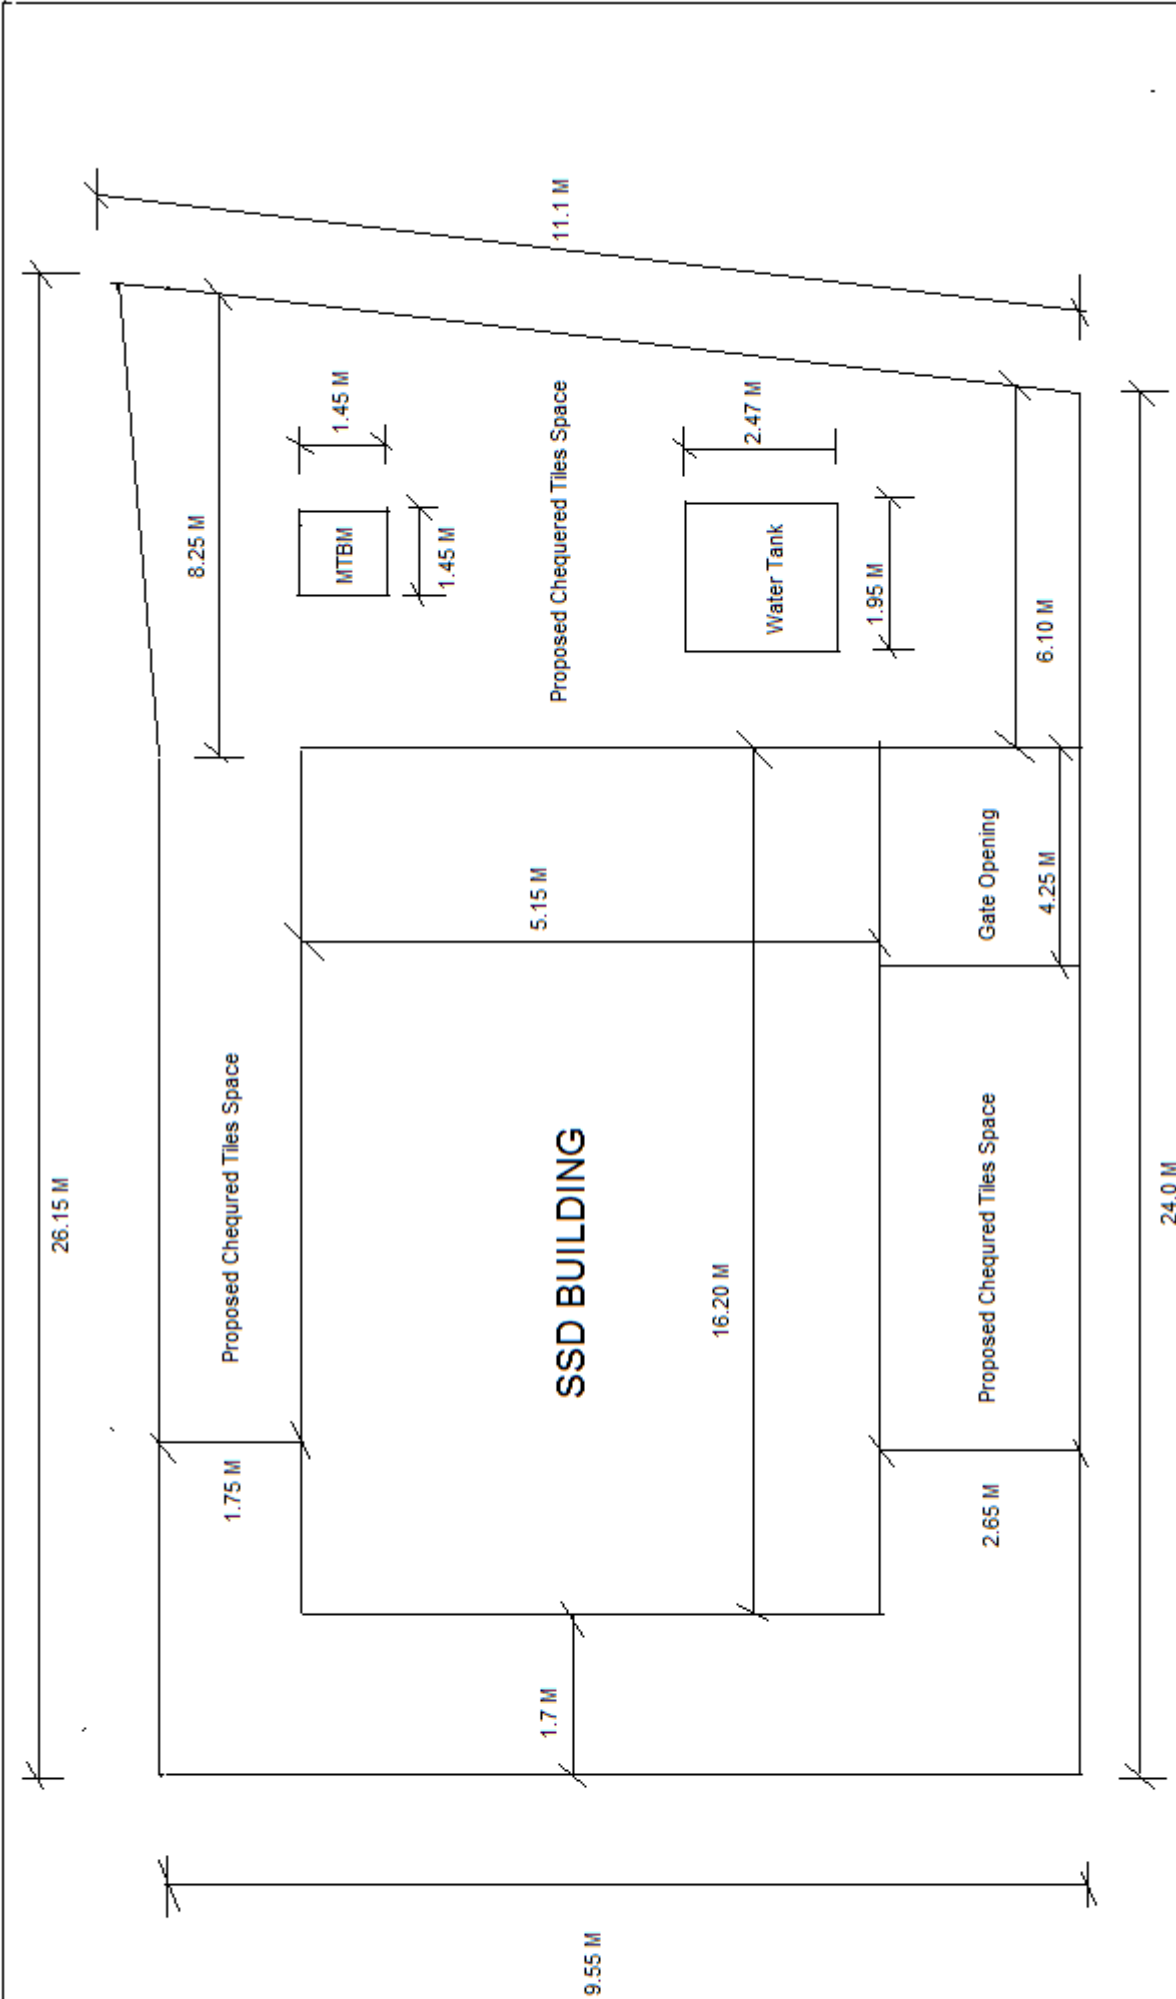 26.15 M
11.1 M
8.25 M
1.45 M
MTBM
1.45 M
Proposed Chequered Tiles Space
2.47 M
Water Tank
1.95 M
6.10 M
Proposed Chequred Tiles Space
1.75 M
5.15 M
SSD BUILDING
16.20 M
Gate Opening
4.25 M
Proposed Chequred Tiles Space
2.65 M
1.7 M
24.0 M
9.55 M